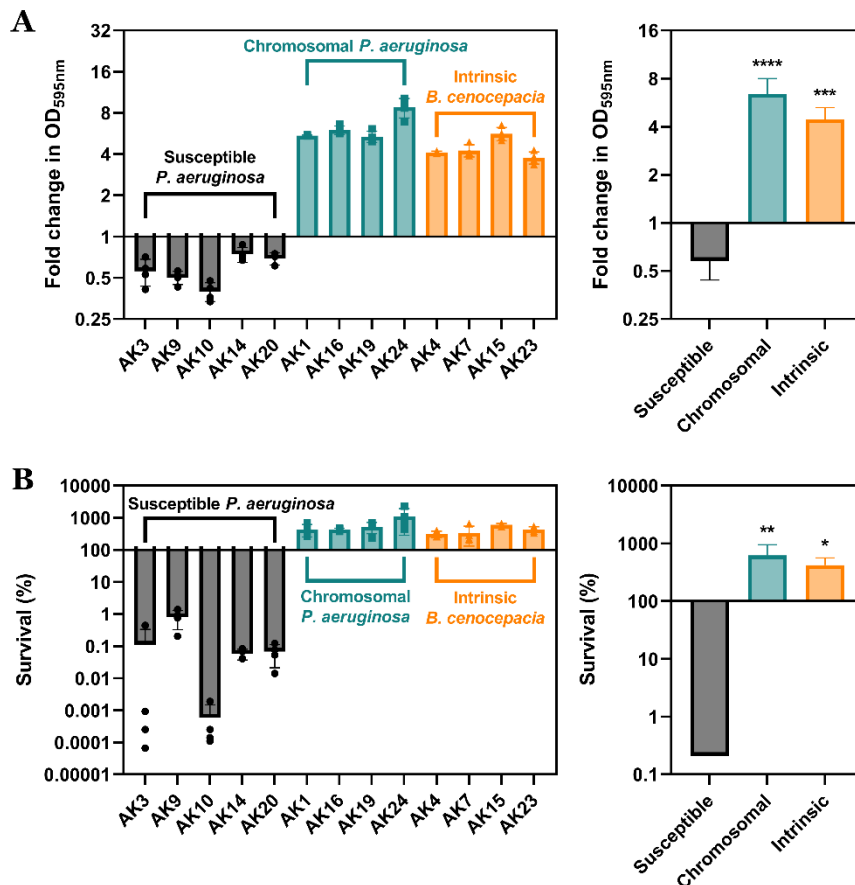 A
Fold change in OD595nm
32
16
8
4
2
1
0.5
0.25
Chromosomal P. aeruginosa
Intrinsic
B. cenocepacia
Susceptible
P. aeruginosa
AK3
AK9
AK10
AK14
AK20
AK1
AK16
AK19
AK24
AK4
AK7
AK15
AK23
Fold change in OD595nm
16
8
4
2
1
0.5
0.25
****
***
Susceptible
Chromosomal
Intrinsic
B
Survival (%)
10000
1000
100
10
1
0.1
0.01
0.001
0.0001
0.00001
Susceptible P. aeruginosa
Chromosomal
P. aeruginosa
Intrinsic
B. cenocepacia
AK3
AK9
AK10
AK14
AK20
AK1
AK16
AK19
AK24
AK4
AK7
AK15
AK23
Survival (%)
10000
1000
100
10
1
0.1
**
*
Susceptible
Chromosomal
Intrinsic